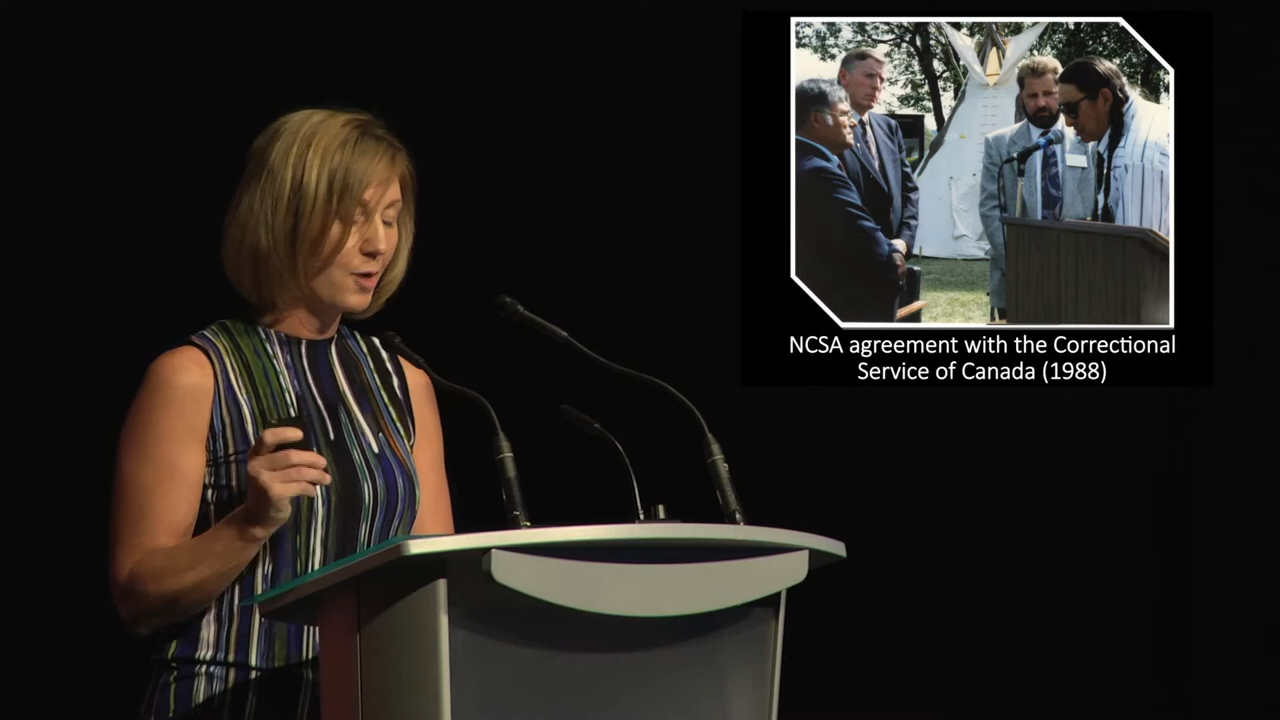 NCSA agreement with the Correctional
Service of Canada (1988)